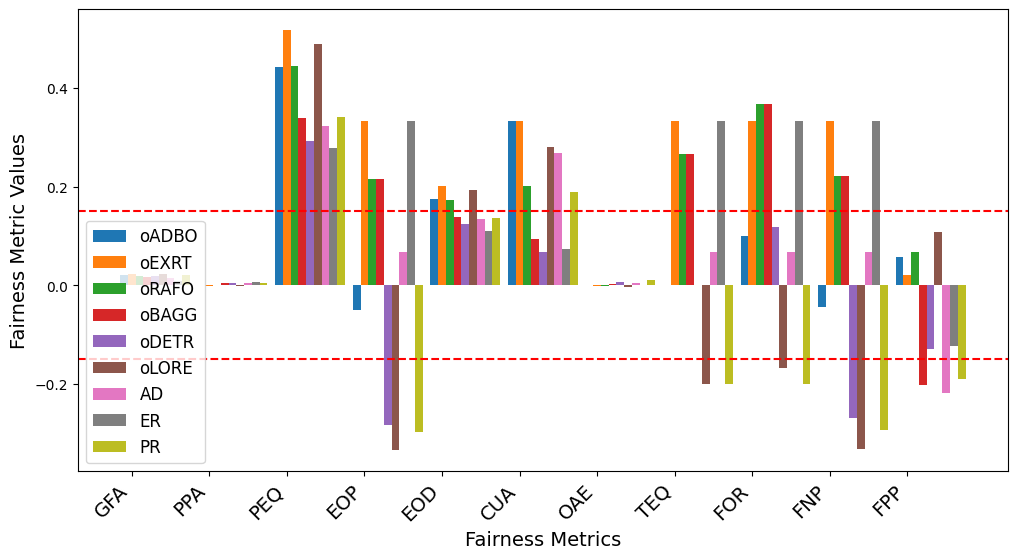 Fairness Metric Values
0.4
0.2
0.0
−0.2
oADBO
oEXRT
oRAFO
oBAGG
oDETR
oLORE
AD
ER
PR
GFA
PPA
PEQ
EOP
EOD
CUA
OAE
TEQ
FOR
FNP
FPP
Fairness Metrics